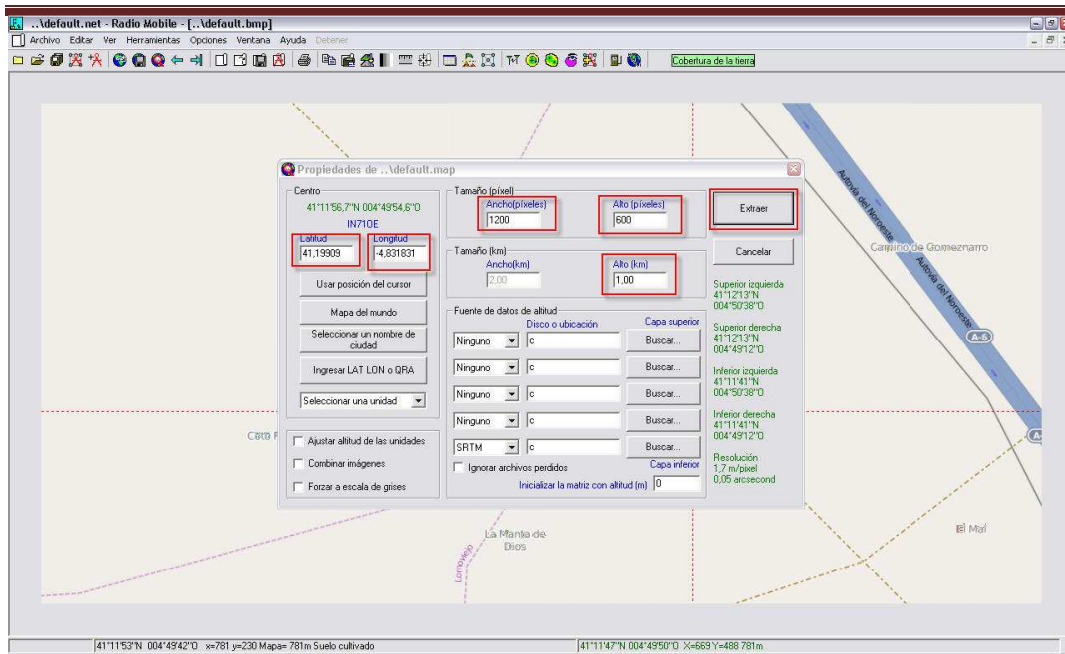 ..\default.net - Radio Mobile - [..\default.bmp]
Archivo Editar Ver Herramientas Opciones Ventana Ayuda Detener
Cobertura de la tierra
Propiedades de ..\default.map
Centro
41°11'56,7"N 004°49'54,6"O
IN71OE
Latitud Longitud
41,19909 -4,831831
Usar posición del cursor
Mapa del mundo
Seleccionar un nombre de
ciudad
Ingresar LAT LON o QRA
Seleccionar una unidad
Ajustar altitud de las unidades
Combinar imágenes
Forzar a escala de grises
Tamaño (píxel)
Ancho(píxeles) Alto (píxeles)
1200 600
Tamaño (km)
Ancho(km) Alto (km)
2,00 1,00
Fuente de datos de altitud
Disco o ubicación Capa superior
Ninguno c Buscar...
Ninguno c Buscar...
Ninguno c Buscar...
Ninguno c Buscar...
SRTM c Buscar...
Ignorar archivos perdidos Capa inferior
Inicializar la matriz con altitud (m) 0
Extraer
Cancelar
Superior izquierda
41°12'13"N
004°50'38"O
Superior derecha
41°12'13"N
004°49'12"O
Inferior izquierda
41°11'41"N
004°50'38"O
Inferior derecha
41°11'41"N
004°49'12"O
Resolución
1,7 m/pixel
0,05 arcsecond
Autovía del Noroeste
Camino de Gomeznarro
Autovía del Noroeste
A-6
La Manta de
Dios
Lomoviejo
El Mal
41°11'53"N 004°49'42"O x=781 y=230 Mapa= 781m Suelo cultivado
41°11'47"N 004°49'50"O X=669 Y=488 781m